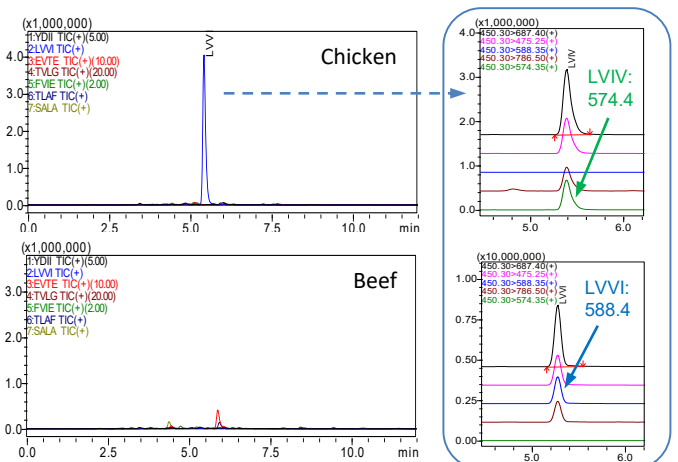 (x1,000,000)
1:YDII TIC(+)(5.00)
2:LVVI TIC(+)
3:EVTE TIC(+)(10.00)
4:TVLG TIC(+)(20.00)
5:FVIE TIC(+)(2.00)
6:TLAF TIC(+)
7:SALA TIC(+)
LVVI
Chicken
4.0
3.0
2.0
1.0
0.0
0.0 2.5 5.0 7.5 10.0 min
(x1,000,000)
450.30>687.40(+)
450.30>475.25(+)
450.30>588.35(+)
450.30>786.50(+)
450.30>574.35(+)
LVIV
LVIV:
574.4
4.0
3.0
2.0
1.0
0.0
5.0 6.0
(x1,000,000)
1:YDII TIC(+)(5.00)
2:LVVI TIC(+)
3:EVTE TIC(+)(10.00)
4:TVLG TIC(+)(20.00)
5:FVIE TIC(+)(2.00)
6:TLAF TIC(+)
7:SALA TIC(+)
Beef
3.0
2.0
1.0
0.0
0.0 2.5 5.0 7.5 10.0 min
(x10,000,000)
450.30>687.40(+)
450.30>475.25(+)
450.30>588.35(+)
450.30>786.50(+)
450.30>574.35(+)
LVVI
LVVI:
588.4
1.00
0.75
0.50
0.25
0.00
5.0 6.0